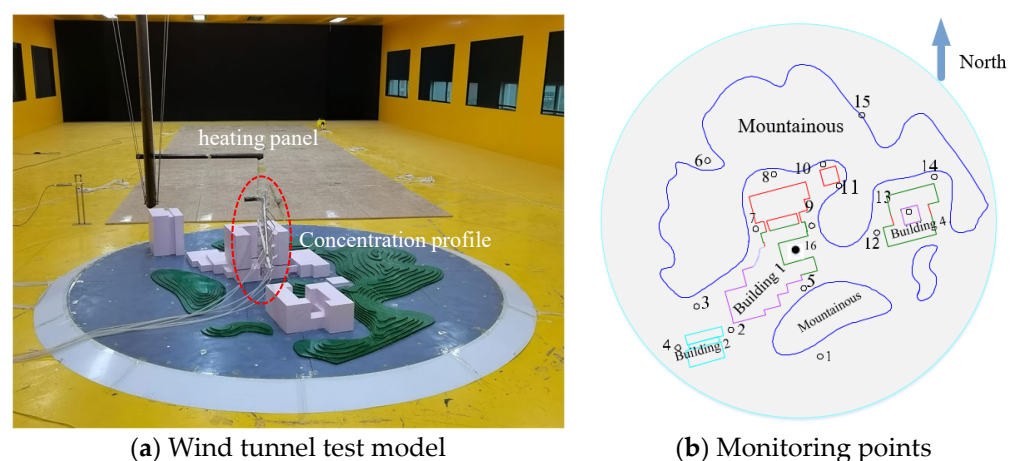 heating panel
Concentration profile
(a) Wind tunnel test model
North
15
Mountainous
6
10
14
8
11
13
7
9
12
Building 4
16
Building 1
3
5
Mountainous
2
4
Building 2
1
(b) Monitoring points